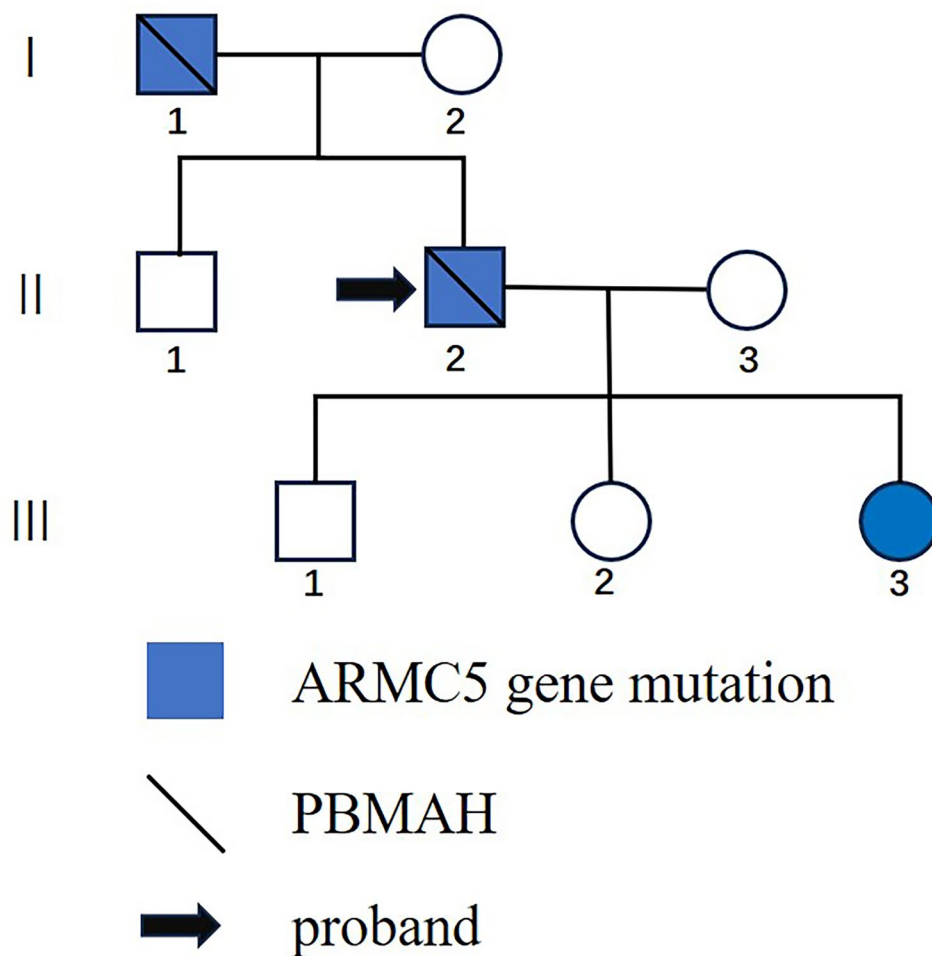 I
1 2
II
1 2 3
III
1 2 3
ARMC5 gene mutation
PBMAH
proband